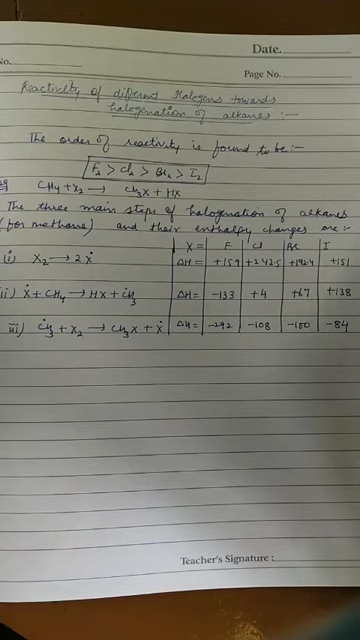 Date.
No.
Page No.
Reactivity of different Halogens towards
halogenation of alkanes :-
The order of reactivity is found to be:-
F₂ > Cl₂ > Br₂ > I₂
CH₄ + X₂ → CH₃X + HX
The three main steps of halogenation of alkanes
(for methane) and their enthalpy changes are :-
X = F Cl Br I
(i) X₂ → 2Ẋ ΔH = +159 +242.5 +192.4 +151
ii) Ẋ + CH₄ → HX + ĊH₃ ΔH = -133 +4 +67 +138
iii) ĊH₃ + X₂ → CH₃X + Ẋ ΔH = -292 -108 -100 -84
Teacher's Signature :